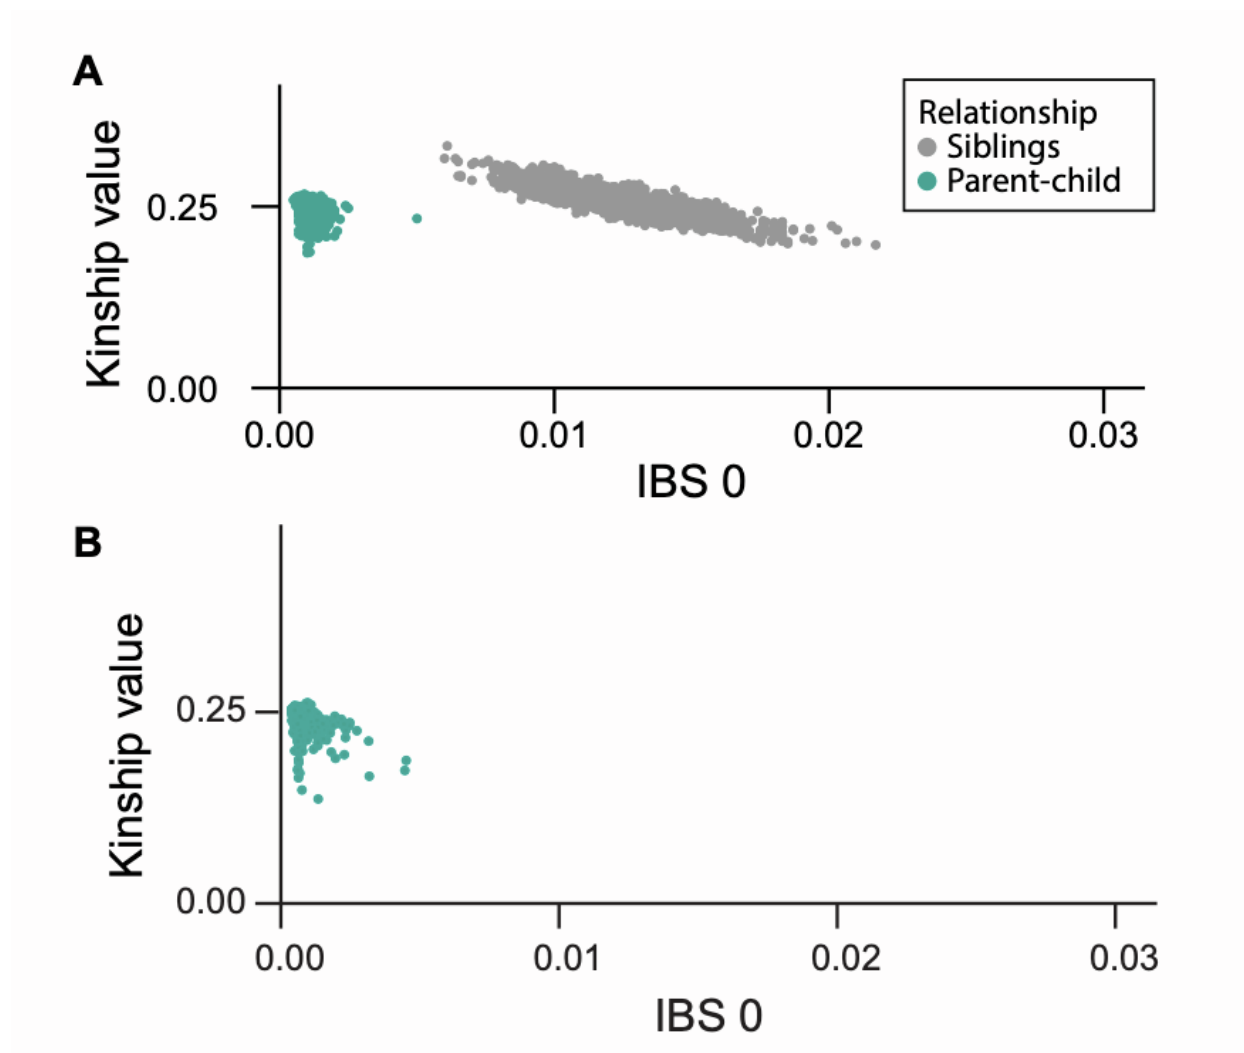 A
Kinship value
0.25
0.00
0.00 0.01 0.02 0.03
IBS 0
Relationship
Siblings
Parent-child
B
Kinship value
0.25
0.00
0.00 0.01 0.02 0.03
IBS 0